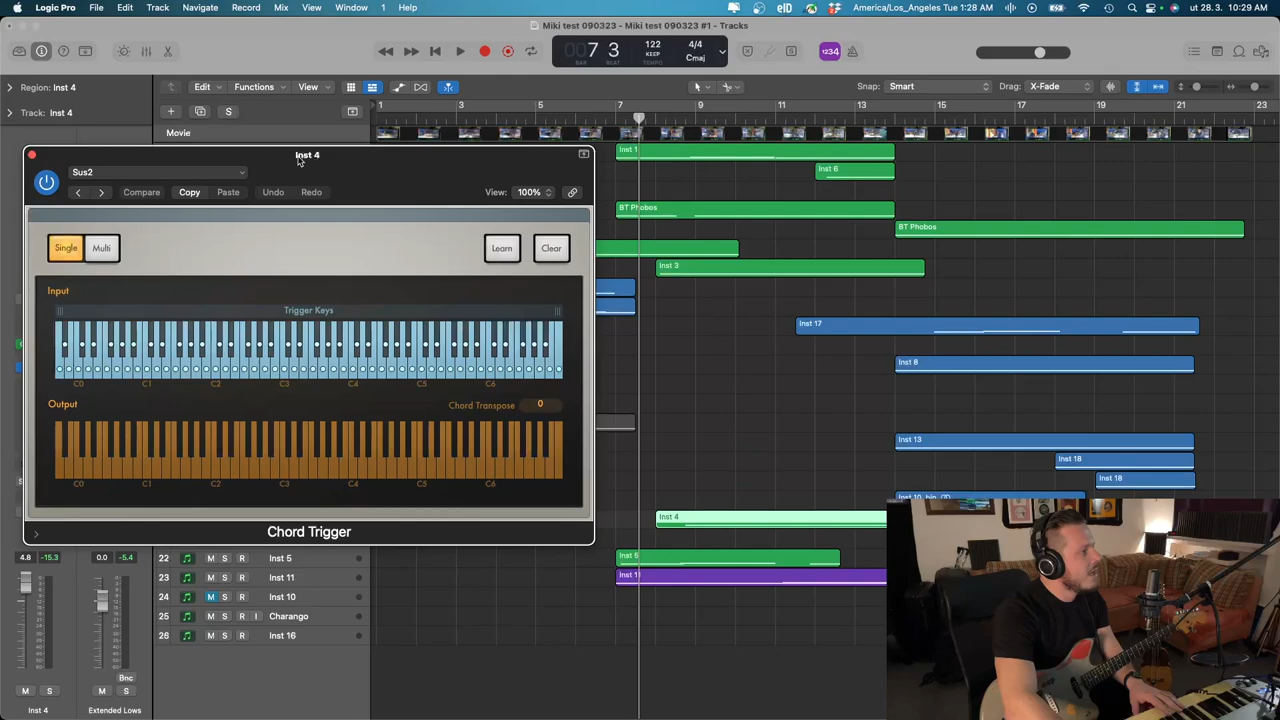 Logic Pro File Edit Track Navigate Record Mix View Window 1 Help America/Los_Angeles Tue 1:28 AM ut 28. 3. 10:29 AM
Miki test 090323 - Miki test 090323 #1 - Tracks
007 3 122 4/4
KEEP Cmaj
BAR BEAT TEMPO
1234
Region: Inst 4 Edit Functions View Snap: Smart Drag: X-Fade
Track: Inst 4 S 1 3 5 7 9 11 13 15 17 19 21 23
Movie
Inst 4
Sus2
Compare Copy Paste Undo Redo View: 100%
Single Multi Learn Clear
Input
Trigger Keys
C0 C1 C2 C3 C4 C5 C6
Output Chord Transpose 0
C0 C1 C2 C3 C4 C5 C6
Chord Trigger
Inst 1
Inst 6
BT Phobos
BT Phobos
Inst 3
Inst 17
Inst 8
Inst 13
Inst 18
Inst 18
Inst 10_bip
Inst 4
4.8 -15.3 0.0 -5.4
22 M S R Inst 5 Inst 5
23 M S R Inst 11 Inst 11
24 M S R Inst 10
25 M S R I Charango
26 M S R Inst 16
Bnc
M S M S
Inst 4 Extended Lows